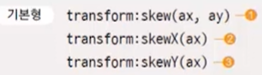 기본형 transform:skew(ax, ay) ①
transform:skewX(ax) ②
transform:skewY(ax) ③